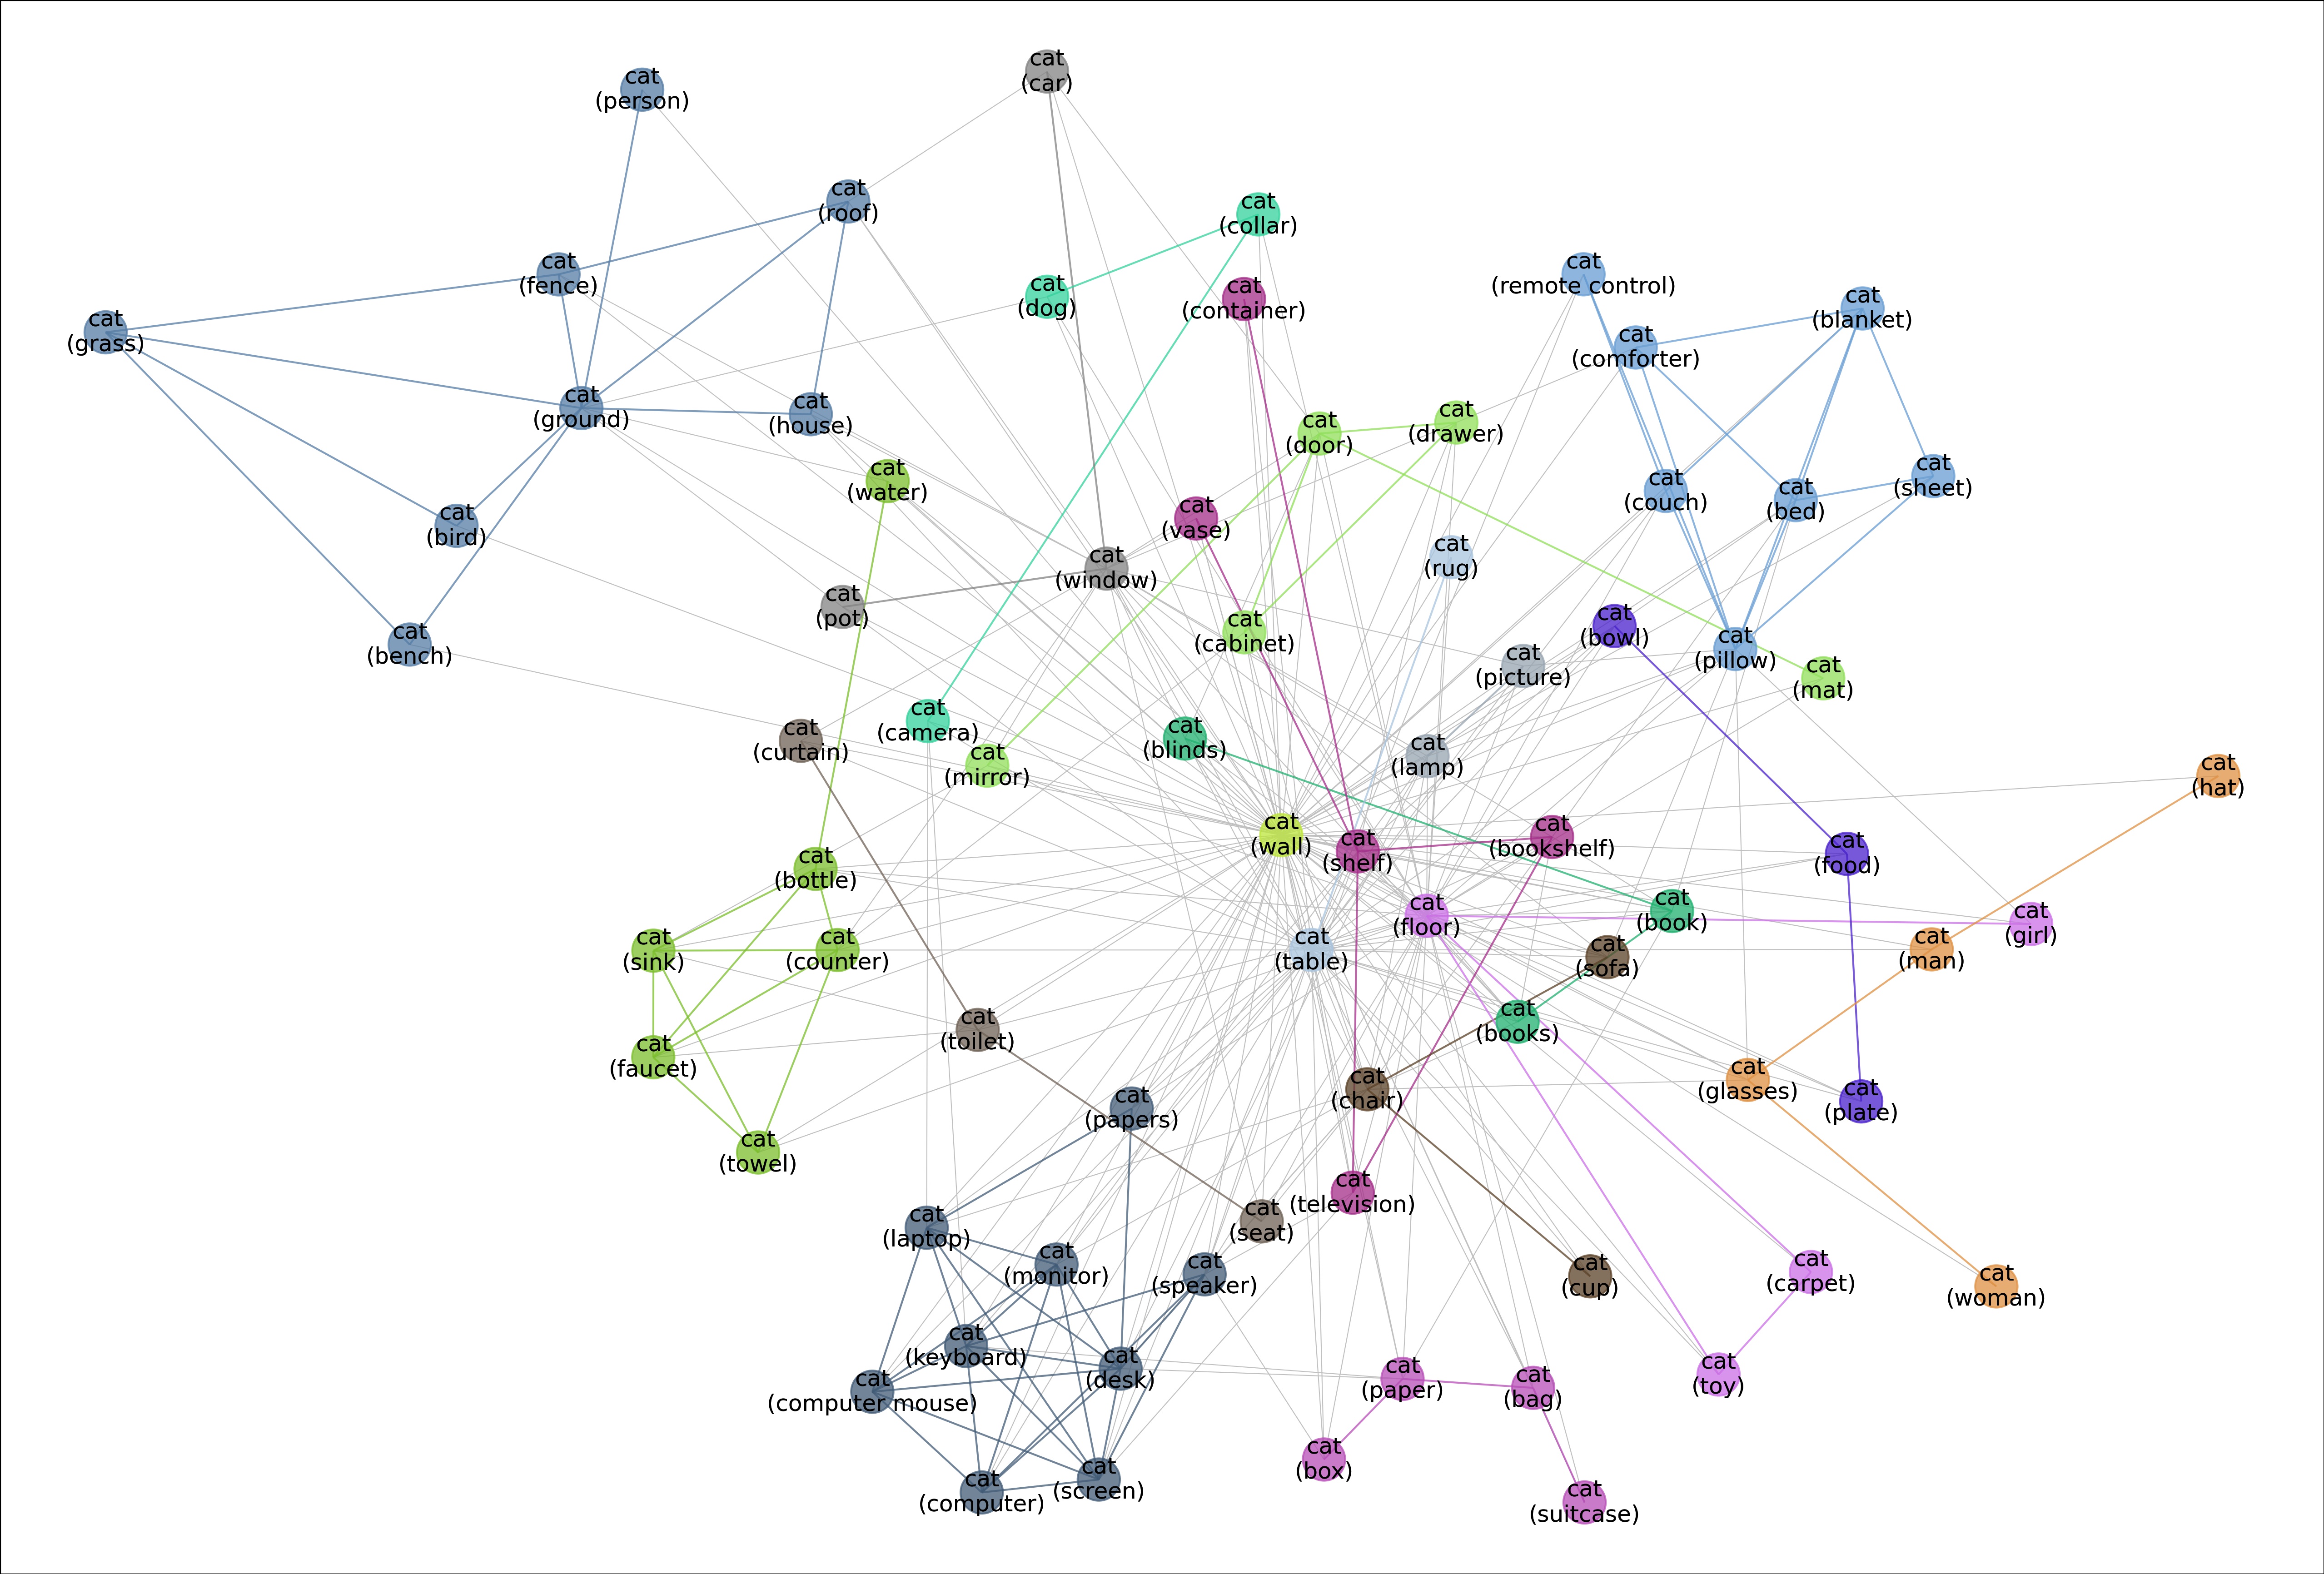 cat
(car)
cat
(person)
cat
(roof)
cat
(collar)
cat
(fence)
cat
(remote control)
cat
(dog)
cat
(container)
cat
(blanket)
cat
(grass)
cat
(comforter)
cat
(ground)
cat
(house)
cat
(door)
cat
(drawer)
cat
(water)
cat
(couch)
cat
(bed)
cat
(sheet)
cat
(bird)
cat
(vase)
cat
(window)
cat
(rug)
cat
(pot)
cat
(cabinet)
cat
(bowl)
cat
(bench)
cat
(picture)
cat
(pillow)
cat
(mat)
cat
(camera)
cat
(curtain)
cat
(mirror)
cat
(blinds)
cat
(lamp)
cat
(hat)
cat
(wall)
cat
(shelf)
cat
(bookshelf)
cat
(bottle)
cat
(food)
cat
(floor)
cat
(book)
cat
(girl)
cat
(sink)
cat
(counter)
cat
(table)
cat
(sofa)
cat
(man)
cat
(toilet)
cat
(books)
cat
(faucet)
cat
(papers)
cat
(chair)
cat
(glasses)
cat
(plate)
cat
(towel)
cat
(television)
cat
(laptop)
cat
(seat)
cat
(monitor)
cat
(speaker)
cat
(cup)
cat
(carpet)
cat
(woman)
cat
(keyboard)
cat
(desk)
cat
(computer mouse)
cat
(paper)
cat
(bag)
cat
(toy)
cat
(box)
cat
(computer)
cat
(screen)
cat
(suitcase)